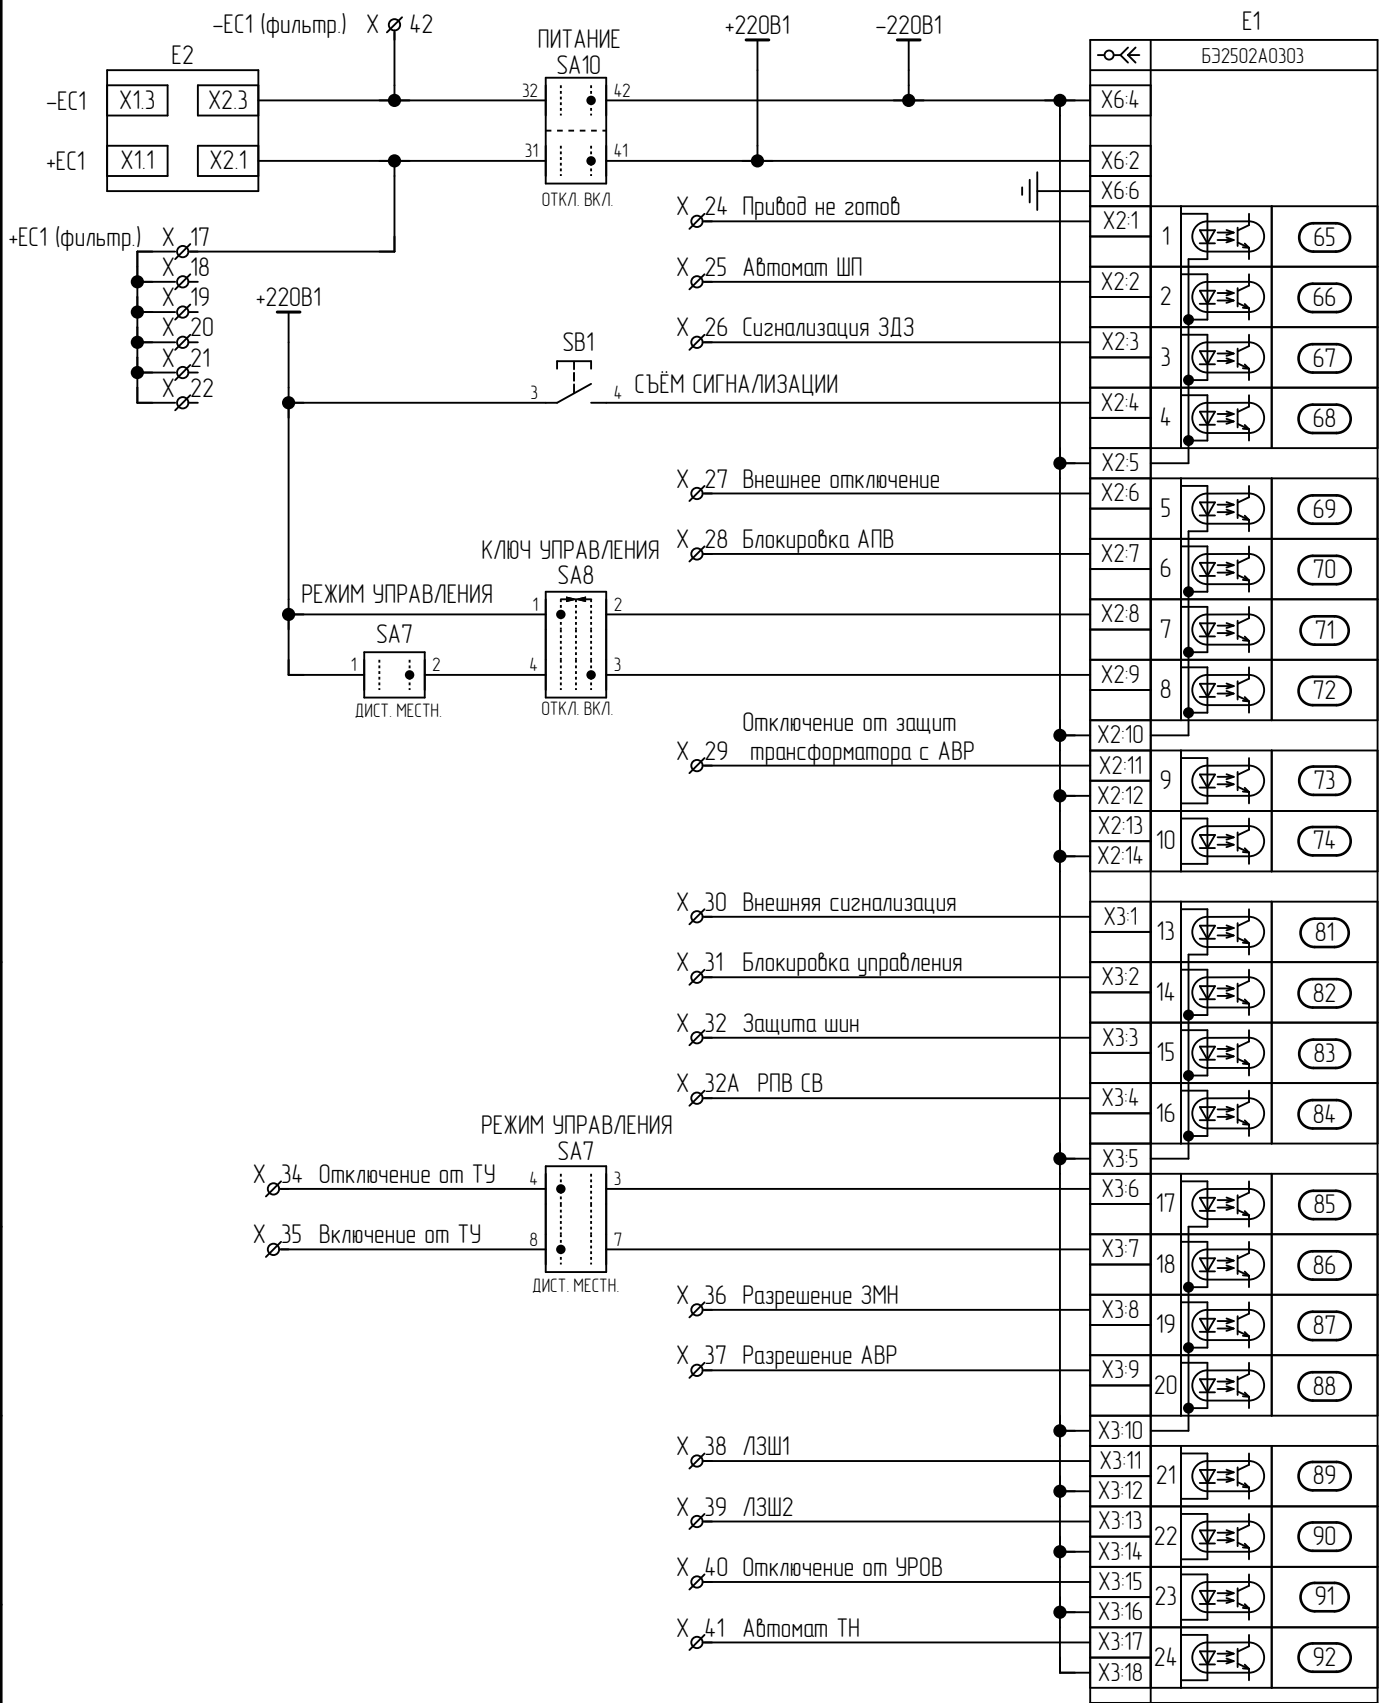 -ЕС1 (фильтр.) X 42
+220В1
-220В1
E1
E2
ПИТАНИЕ
SA10
БЭ2502А0303
-ЕС1 X1.3 X2.3
32 42
X6:4
+ЕС1 X1.1 X2.1
31 41
X6:2
ОТКЛ. ВКЛ.
X6:6
X 24 Привод не готов X2:1 1 65
+ЕС1 (фильтр.) X 17
X 18
X 19
X 20
X 21
X 22
X 25 Автомат ШП X2:2 2 66
+220В1
X 26 Сигнализация ЗДЗ X2:3 3 67
SB1
3 4 СЪЁМ СИГНАЛИЗАЦИИ X2:4 4 68
X2:5
X 27 Внешнее отключение X2:6 5 69
X 28 Блокировка АПВ X2:7 6 70
КЛЮЧ УПРАВЛЕНИЯ
SA8
РЕЖИМ УПРАВЛЕНИЯ
1 2 X2:8 7 71
SA7
1 2 4 3 X2:9 8 72
ДИСТ. МЕСТН.
ОТКЛ. ВКЛ.
X2:10
Отключение от защит
X 29 трансформатора с АВР X2:11 9 73
X2:12
X2:13 10 74
X2:14
X 30 Внешняя сигнализация X3:1 13 81
X 31 Блокировка управления X3:2 14 82
X 32 Защита шин X3:3 15 83
X 32А РПВ СВ X3:4 16 84
РЕЖИМ УПРАВЛЕНИЯ
SA7
X3:5
X 34 Отключение от ТУ 4 3 X3:6 17 85
X 35 Включение от ТУ 8 7 X3:7 18 86
ДИСТ. МЕСТН.
X 36 Разрешение ЗМН X3:8 19 87
X 37 Разрешение АВР X3:9 20 88
X3:10
X 38 ЛЗШ1 X3:11 21 89
X3:12
X 39 ЛЗШ2 X3:13 22 90
X3:14
X 40 Отключение от УРОВ X3:15 23 91
X3:16
X 41 Автомат ТН X3:17 24 92
X3:18